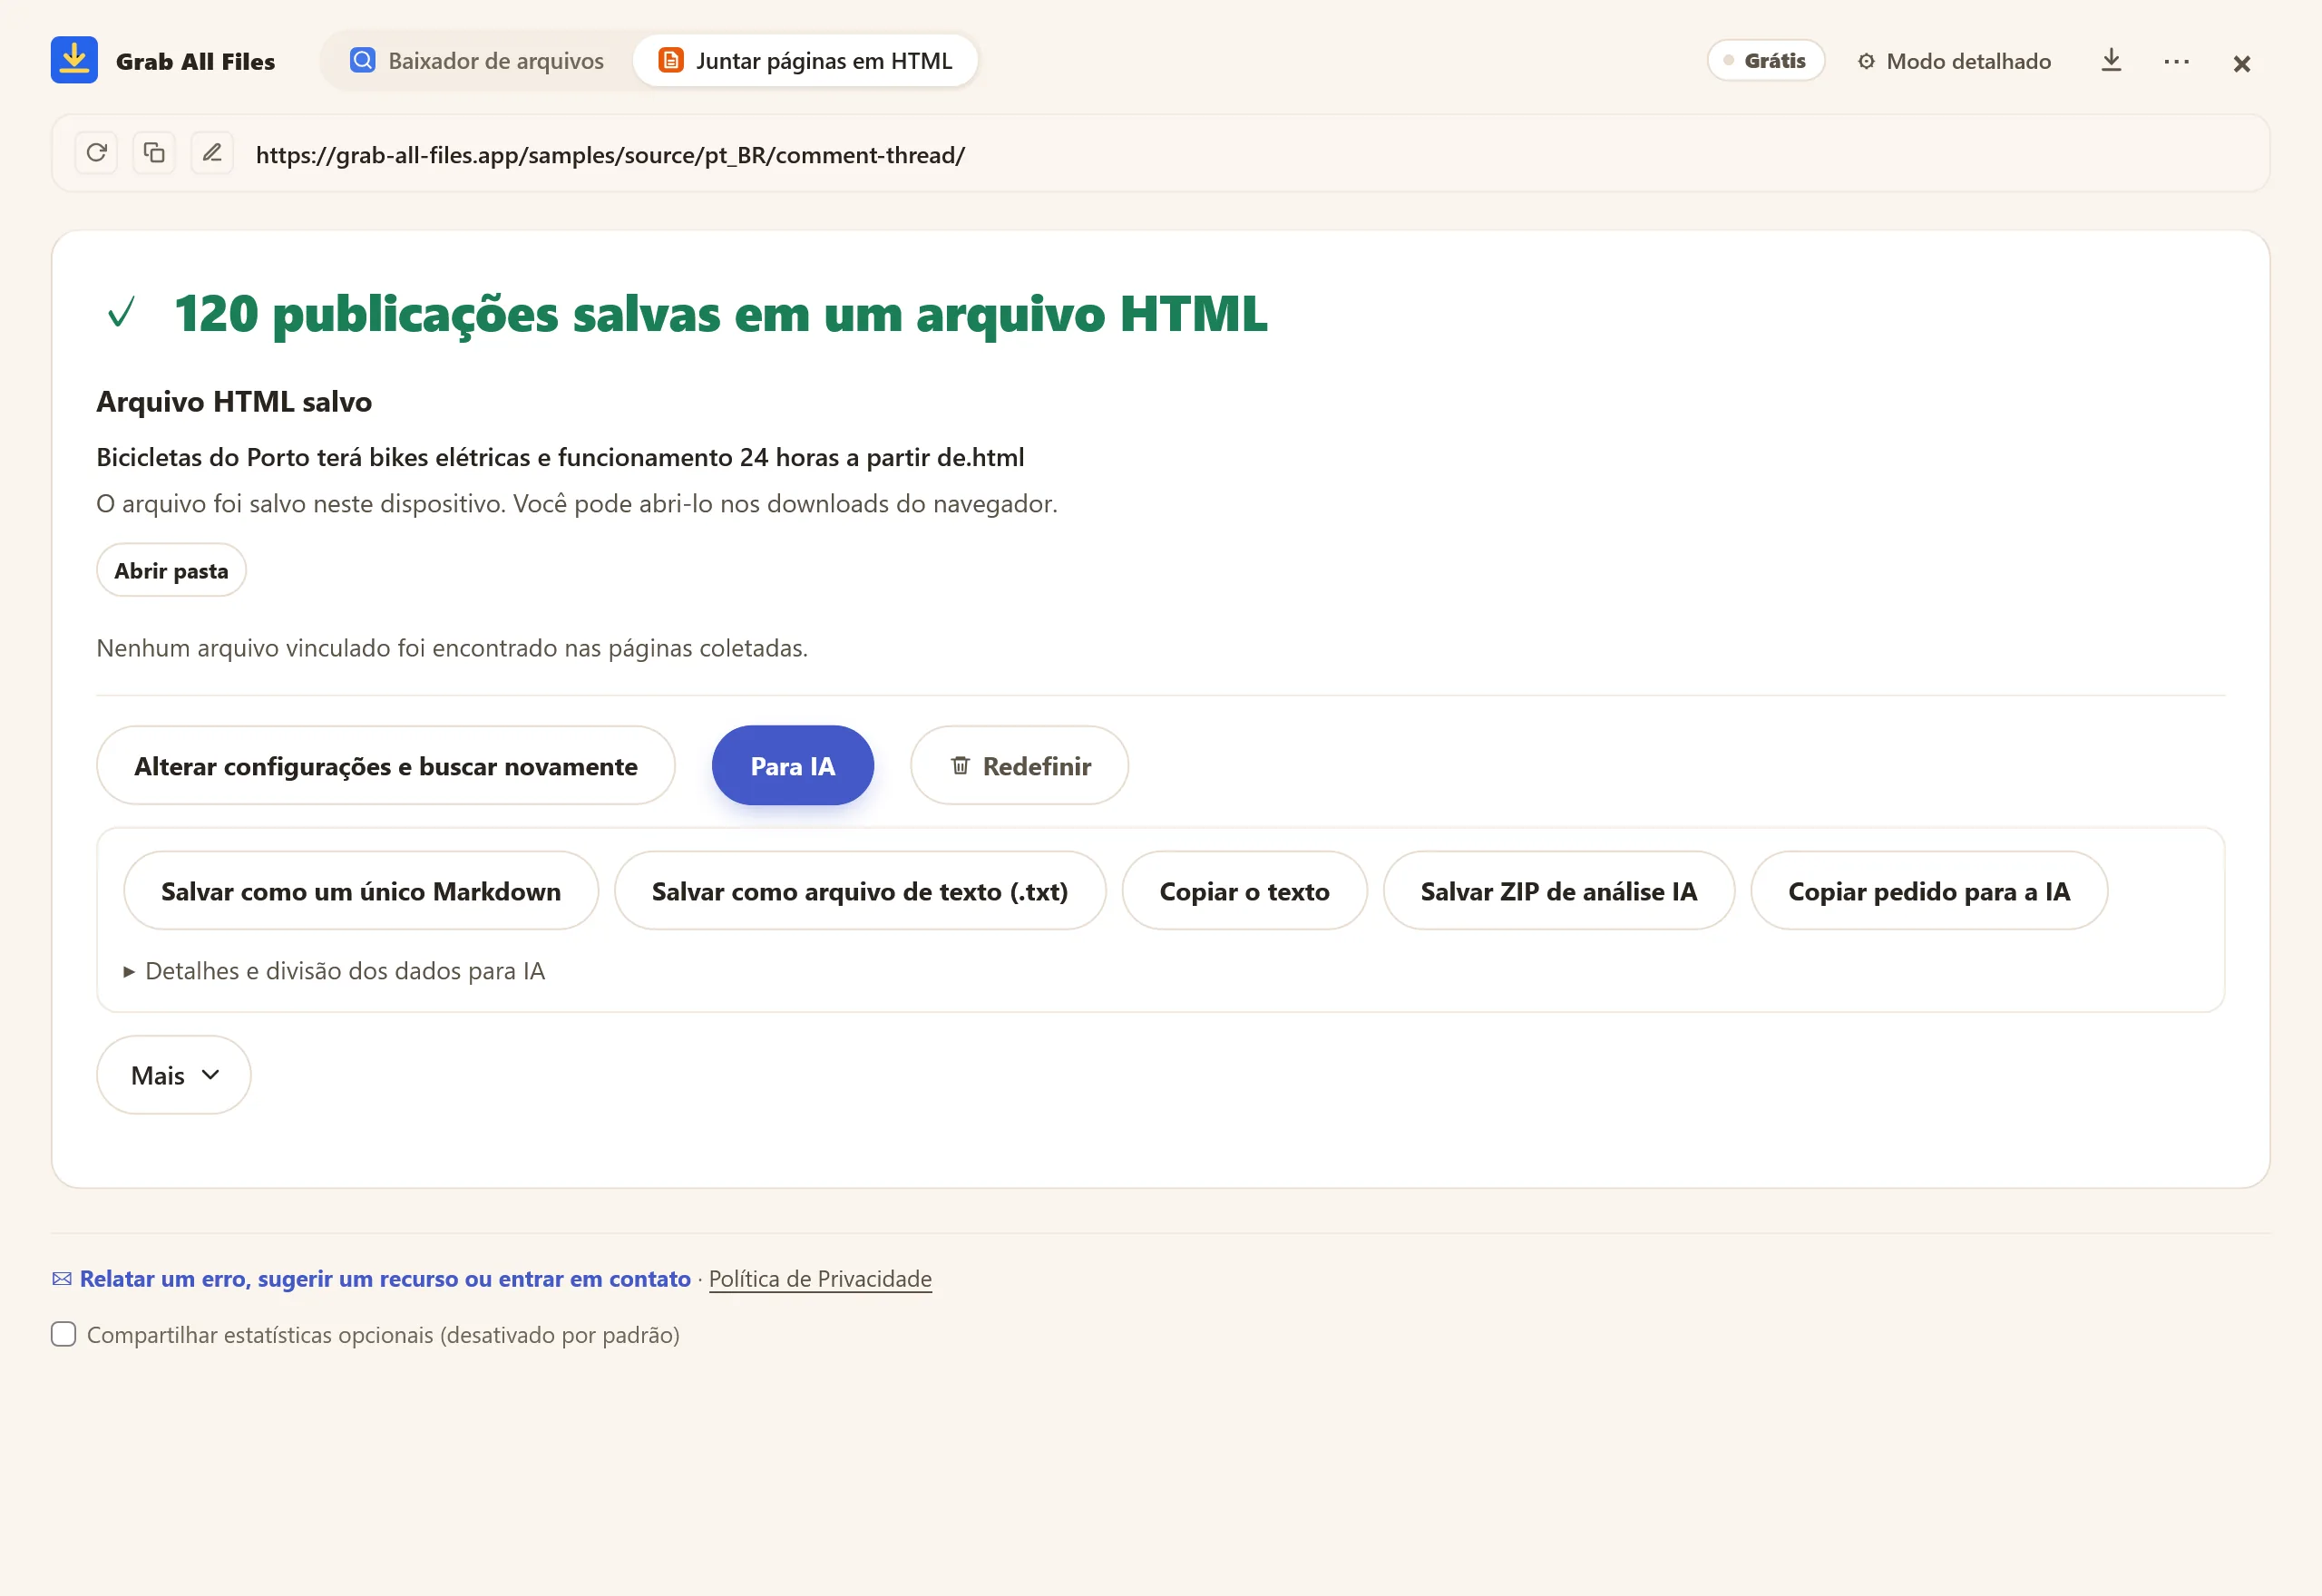 Grab All Files
Baixador de arquivos
Juntar páginas em HTML
Grátis
Modo detalhado
https://grab-all-files.app/samples/source/pt_BR/comment-thread/
120 publicações salvas em um arquivo HTML
Arquivo HTML salvo
Bicicletas do Porto terá bikes elétricas e funcionamento 24 horas a partir de.html
O arquivo foi salvo neste dispositivo. Você pode abri-lo nos downloads do navegador.
Abrir pasta
Nenhum arquivo vinculado foi encontrado nas páginas coletadas.
Alterar configurações e buscar novamente
Para IA
Redefinir
Salvar como um único Markdown
Salvar como arquivo de texto (.txt)
Copiar o texto
Salvar ZIP de análise IA
Copiar pedido para a IA
Detalhes e divisão dos dados para IA
Mais
Relatar um erro, sugerir um recurso ou entrar em contato · Política de Privacidade
Compartilhar estatísticas opcionais (desativado por padrão)